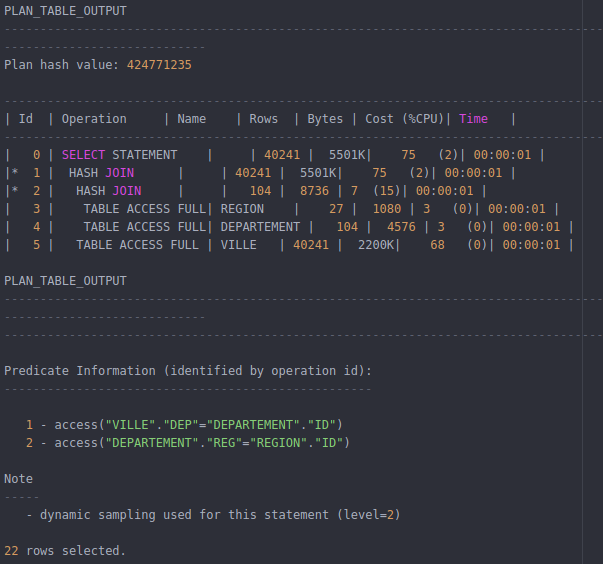 PLAN_TABLE_OUTPUT
--------------------------------------------------------------------------------
----------------------------
Plan hash value: 424771235

--------------------------------------------------------------------------------
| Id  | Operation     | Name    | Rows  | Bytes | Cost (%CPU)| Time   |
--------------------------------------------------------------------------------
|   0 | SELECT STATEMENT    |     | 40241 |  5501K|    75   (2)| 00:00:01 |
|*  1 |  HASH JOIN      |     | 40241 |  5501K|    75   (2)| 00:00:01 |
|*  2 |   HASH JOIN     |     |   104 |  8736 | 7  (15)| 00:00:01 |
|   3 |    TABLE ACCESS FULL| REGION    |    27 |  1080 | 3   (0)| 00:00:01 |
|   4 |    TABLE ACCESS FULL| DEPARTEMENT |   104 |  4576 | 3   (0)| 00:00:01 |
|   5 |   TABLE ACCESS FULL | VILLE   | 40241 |  2200K|    68   (0)| 00:00:01 |

PLAN_TABLE_OUTPUT
--------------------------------------------------------------------------------
----------------------------
--------------------------------------------------------------------------------

Predicate Information (identified by operation id):
---------------------------------------------------

   1 - access("VILLE"."DEP"="DEPARTEMENT"."ID")
   2 - access("DEPARTEMENT"."REG"="REGION"."ID")

Note
-----
   - dynamic sampling used for this statement (level=2)

22 rows selected.